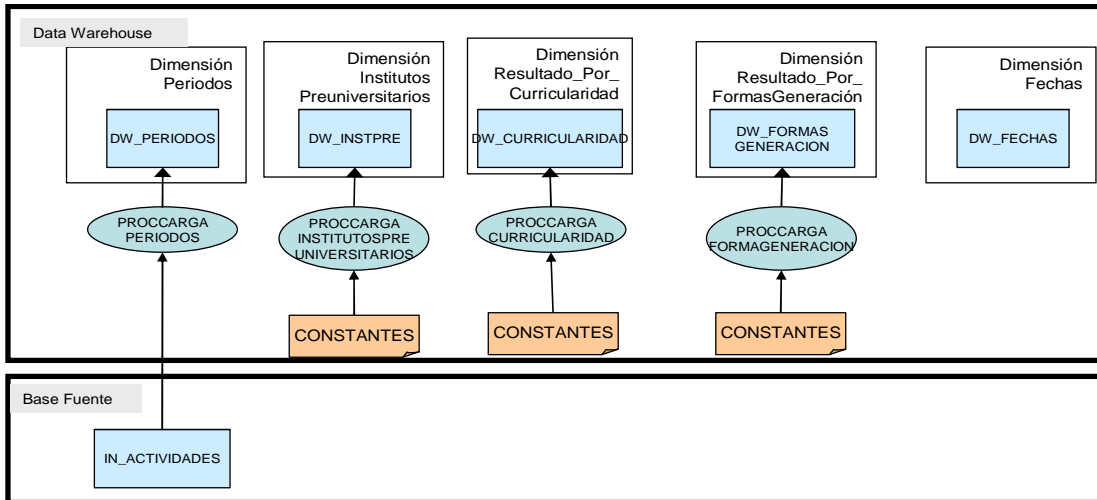 Data Warehouse
Dimensión
Periodos
DW_PERIODOS
PROCCARGA
PERIODOS
Dimensión
Institutos
Preuniversitarios
DW_INSTPRE
PROCCARGA
INSTITUTOSPRE
UNIVERSITARIOS
CONSTANTES
Dimensión
Resultado_Por_
Curricularidad
DW_CURRICULARIDAD
PROCCARGA
CURRICULARIDAD
CONSTANTES
Dimensión
Resultado_Por_
FormasGeneración
DW_FORMAS
GENERACION
PROCCARGA
FORMAGENERACION
CONSTANTES
Dimensión
Fechas
DW_FECHAS
Base Fuente
IN_ACTIVIDADES